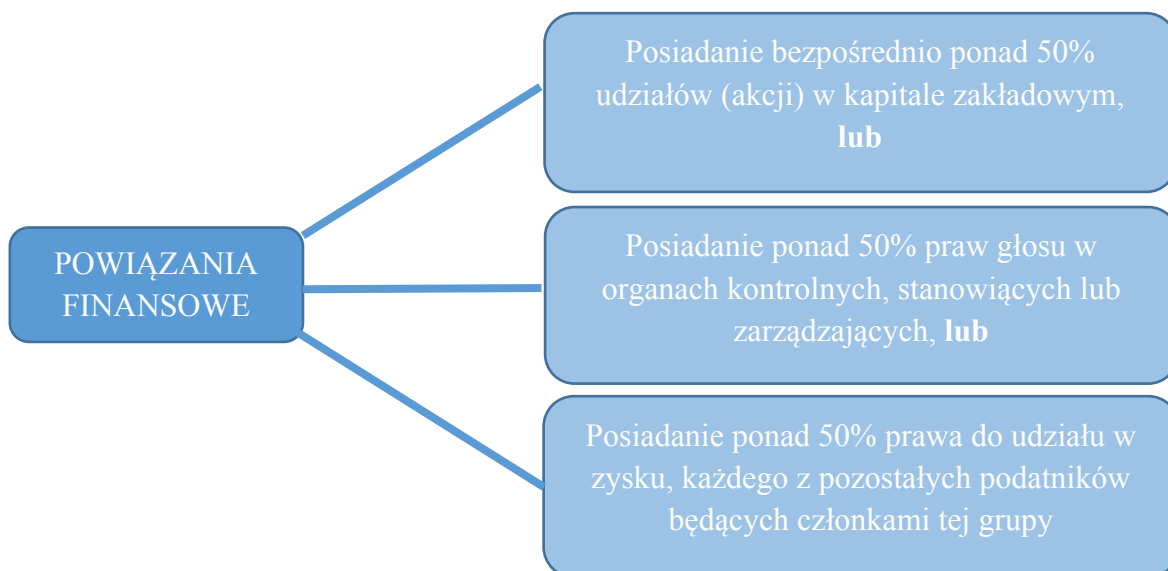 POWIĄZANIA
FINANSOWE
Posiadanie bezpośrednio ponad 50%
udziałów (akcji) w kapitale zakładowym,
lub
Posiadanie ponad 50% praw głosu w
organach kontrolnych, stanowiących lub
zarządzających, lub
Posiadanie ponad 50% prawa do udziału w
zysku, każdego z pozostałych podatników
będących członkami tej grupy